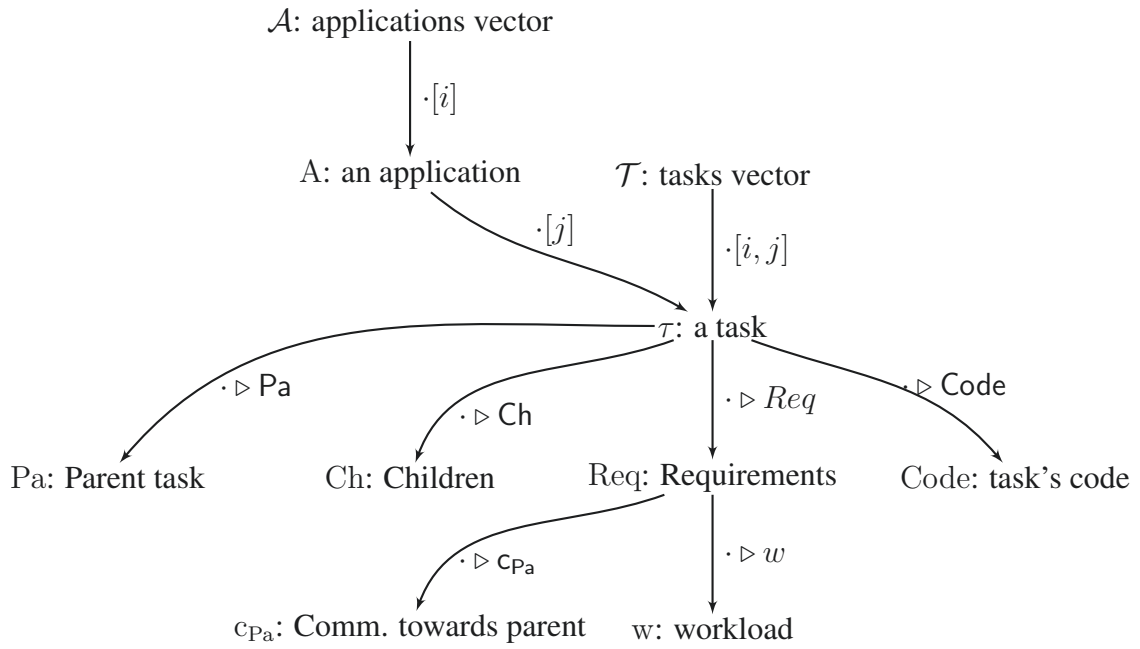 𝒜: applications vector
·[i]
A: an application
𝒯: tasks vector
·[j]
·[i, j]
τ: a task
· ▷ Pa
· ▷ Ch
· ▷ Req
· ▷ Code
Pa: Parent task
Ch: Children
Req: Requirements
Code: task's code
· ▷ c_Pa
· ▷ w
c_Pa: Comm. towards parent
w: workload